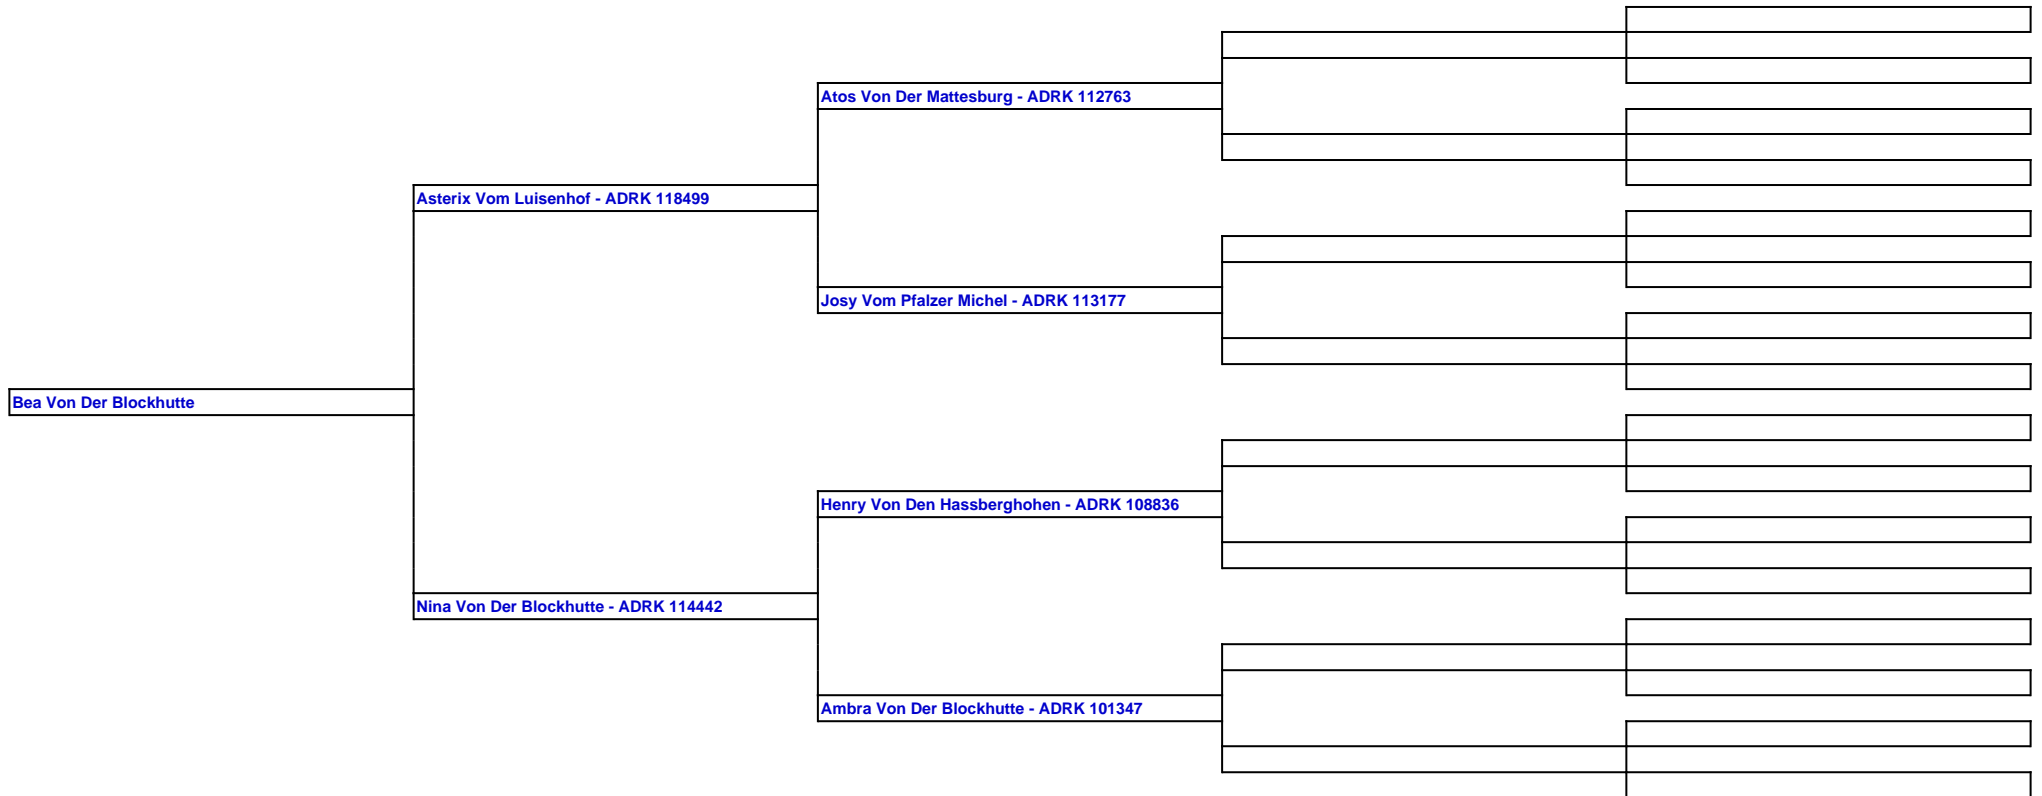 Atos Von Der Mattesburg - ADRK 112763
Asterix Vom Luisenhof - ADRK 118499
Josy Vom Pfalzer Michel - ADRK 113177
Bea Von Der Blockhutte
Henry Von Den Hassberghohen - ADRK 108836
Nina Von Der Blockhutte - ADRK 114442
Ambra Von Der Blockhutte - ADRK 101347